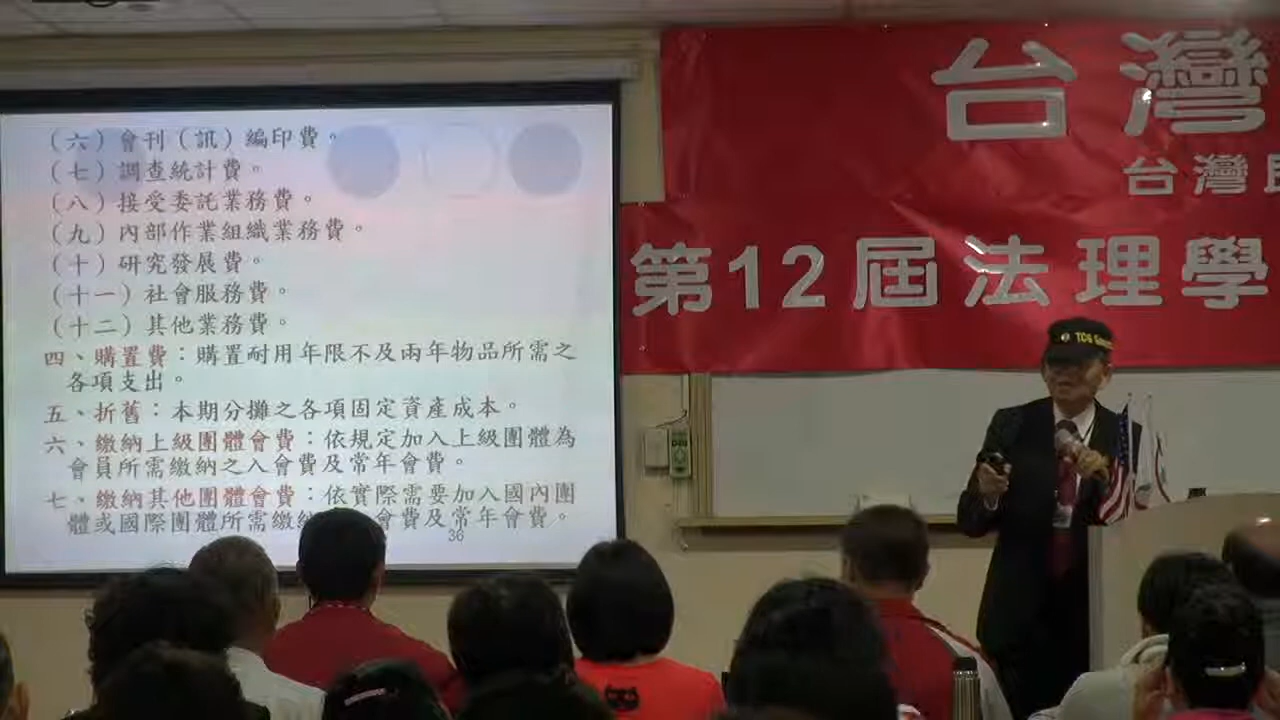 （六）會刊（訊）編印費。
（七）調查統計費。
（八）接受委託業務費。
（九）內部作業組織業務費。
（十）研究發展費。
（十一）社會服務費。
（十二）其他業務費。
四、購置費：購置耐用年限不及兩年物品所需之
各項支出。
五、折舊：本期分攤之各項固定資產成本。
六、繳納上級團體會費：依規定加入上級團體為
會員所需繳納之入會費及常年會費。
七、繳納其他團體會費：依實際需要加入國內團
體或國際團體所需繳納 會費及常年會費。
36
台灣
台灣
第12屆法理學
TCG